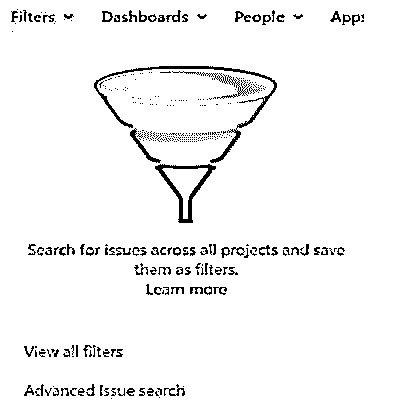 Filters Dashboards People Apps
Search for issues across all projects and save
them as filters.
Learn more
View all filters
Advanced issue search